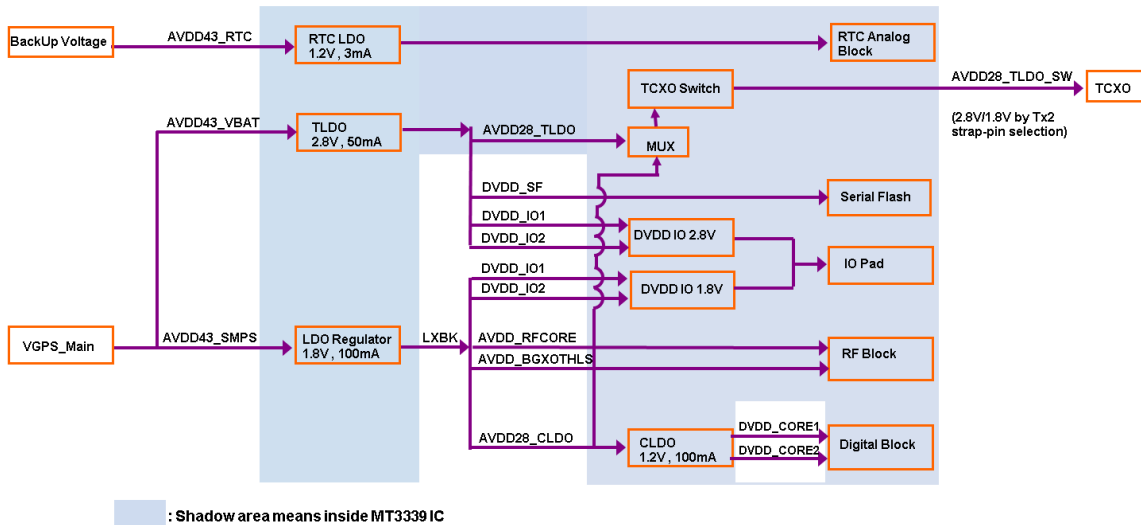 BackUp Voltage
AVDD43_RTC
RTC LDO
1.2V , 3mA
RTC Analog
Block
AVDD43_VBAT
TLDO
2.8V , 50mA
AVDD28_TLDO
TCXO Switch
MUX
AVDD28_TLDO_SW
TCXO
(2.8V/1.8V by Tx2
strap-pin selection)
DVDD_SF
Serial Flash
DVDD_IO1
DVDD_IO2
DVDD IO 2.8V
IO Pad
DVDD_IO1
DVDD_IO2
DVDD IO 1.8V
VGPS_Main
AVDD43_SMPS
LDO Regulator
1.8V , 100mA
LXBK
AVDD_RFCORE
AVDD_BGXOTHLS
RF Block
AVDD28_CLDO
CLDO
1.2V , 100mA
DVDD_CORE1
DVDD_CORE2
Digital Block
: Shadow area means inside MT3339 IC